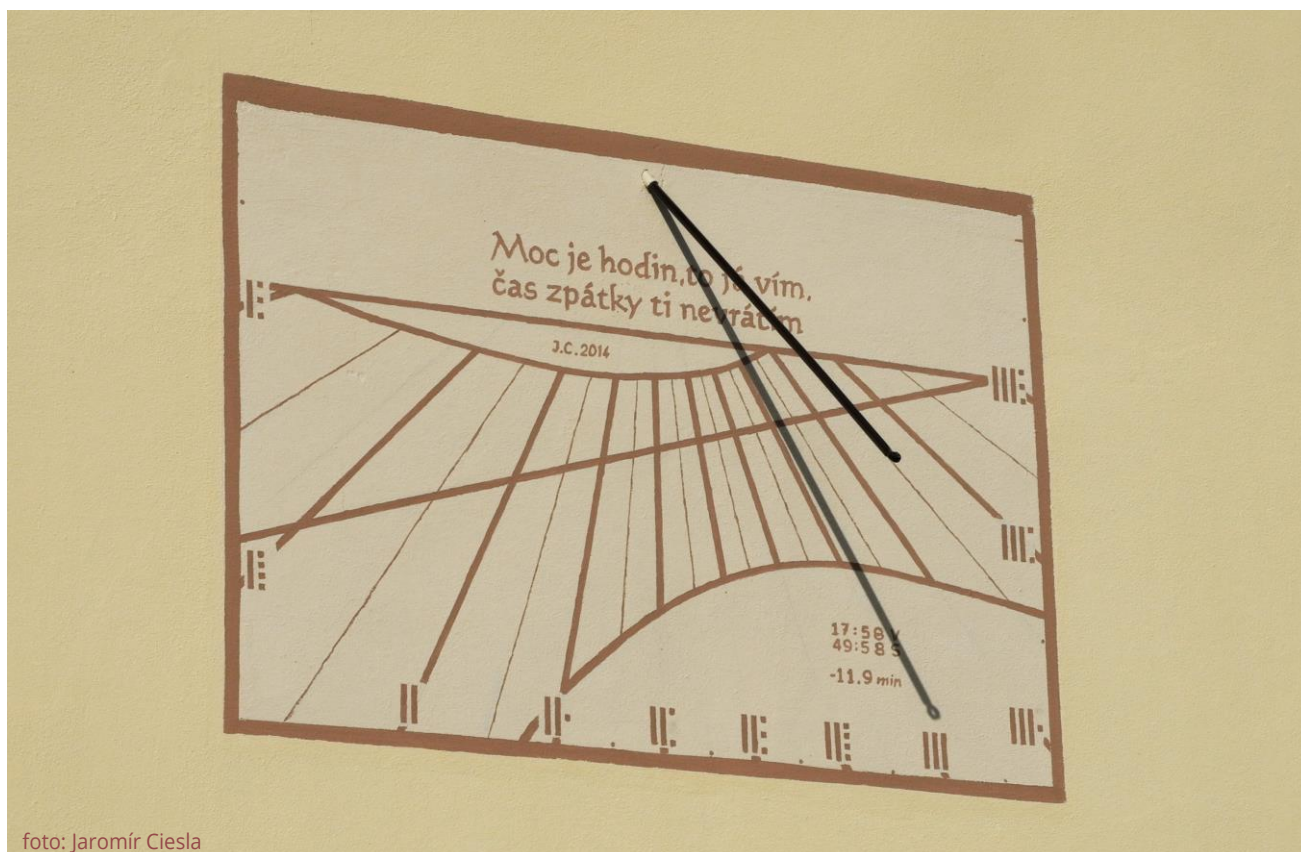 Moc je hodin,to já vím,
čas zpátky ti nevrátím
J.C.2014
17:58 V
49:58 Š
-11.9 min
foto: Jaromír Ciesla